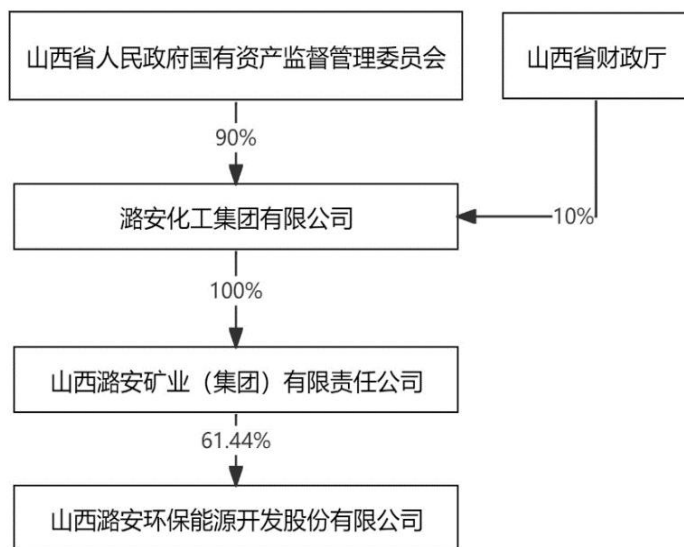 山西省人民政府国有资产监督管理委员会
山西省财政厅
90%
潞安化工集团有限公司
10%
100%
山西潞安矿业（集团）有限责任公司
61.44%
山西潞安环保能源开发股份有限公司